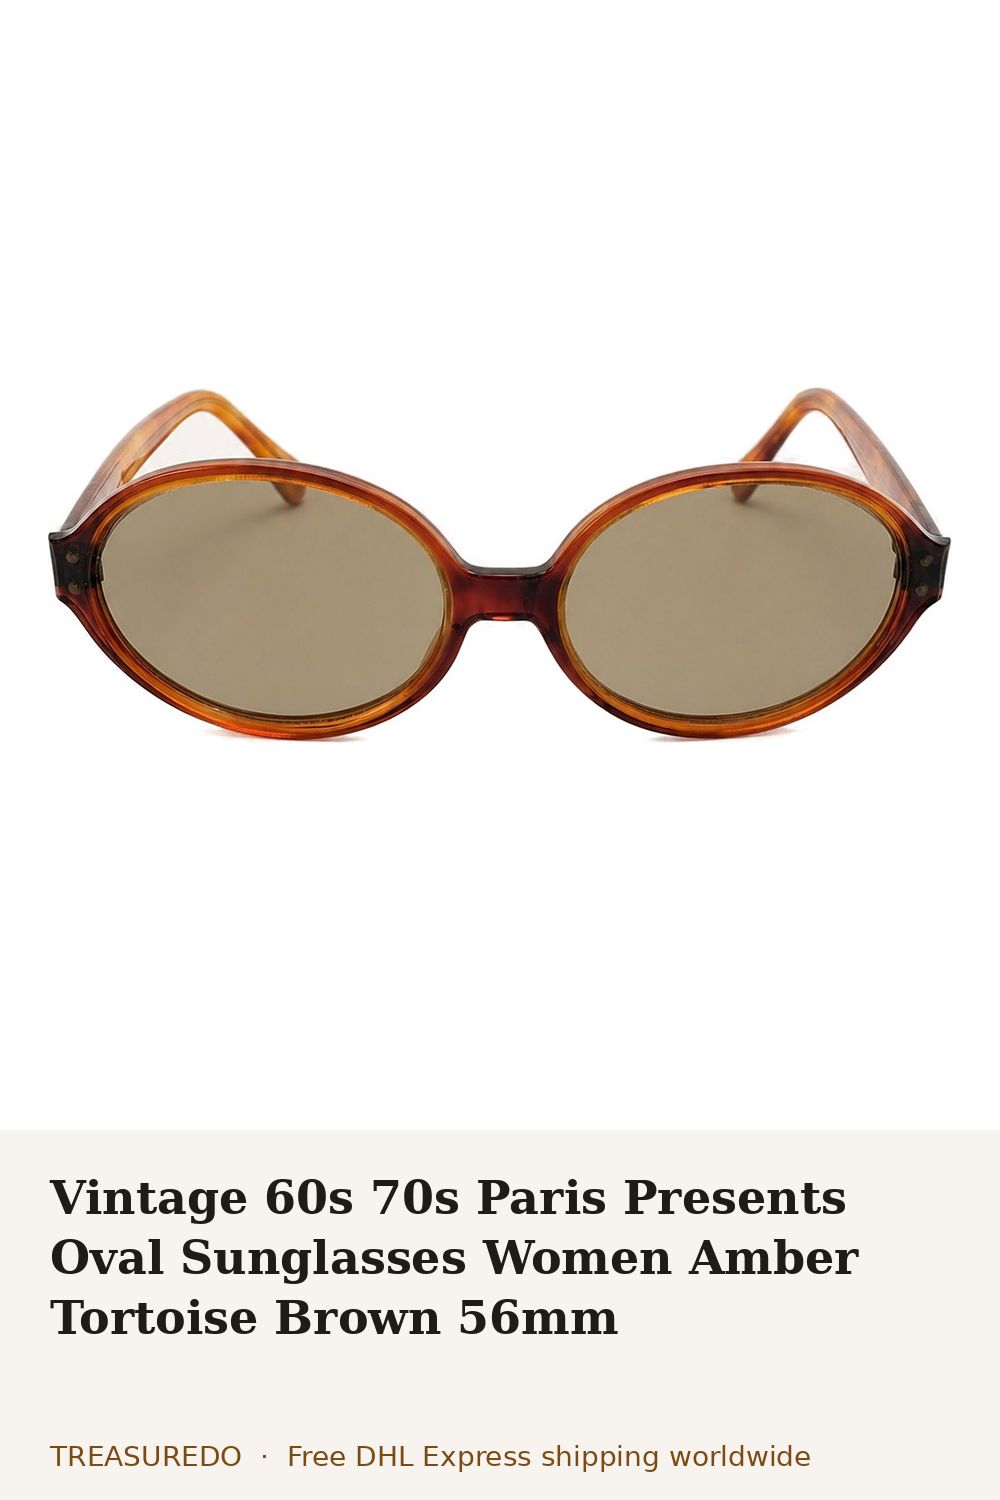 Vintage 60s 70s Paris Presents
Oval Sunglasses Women Amber
Tortoise Brown 56mm
TREASUREDO · Free DHL Express shipping worldwide